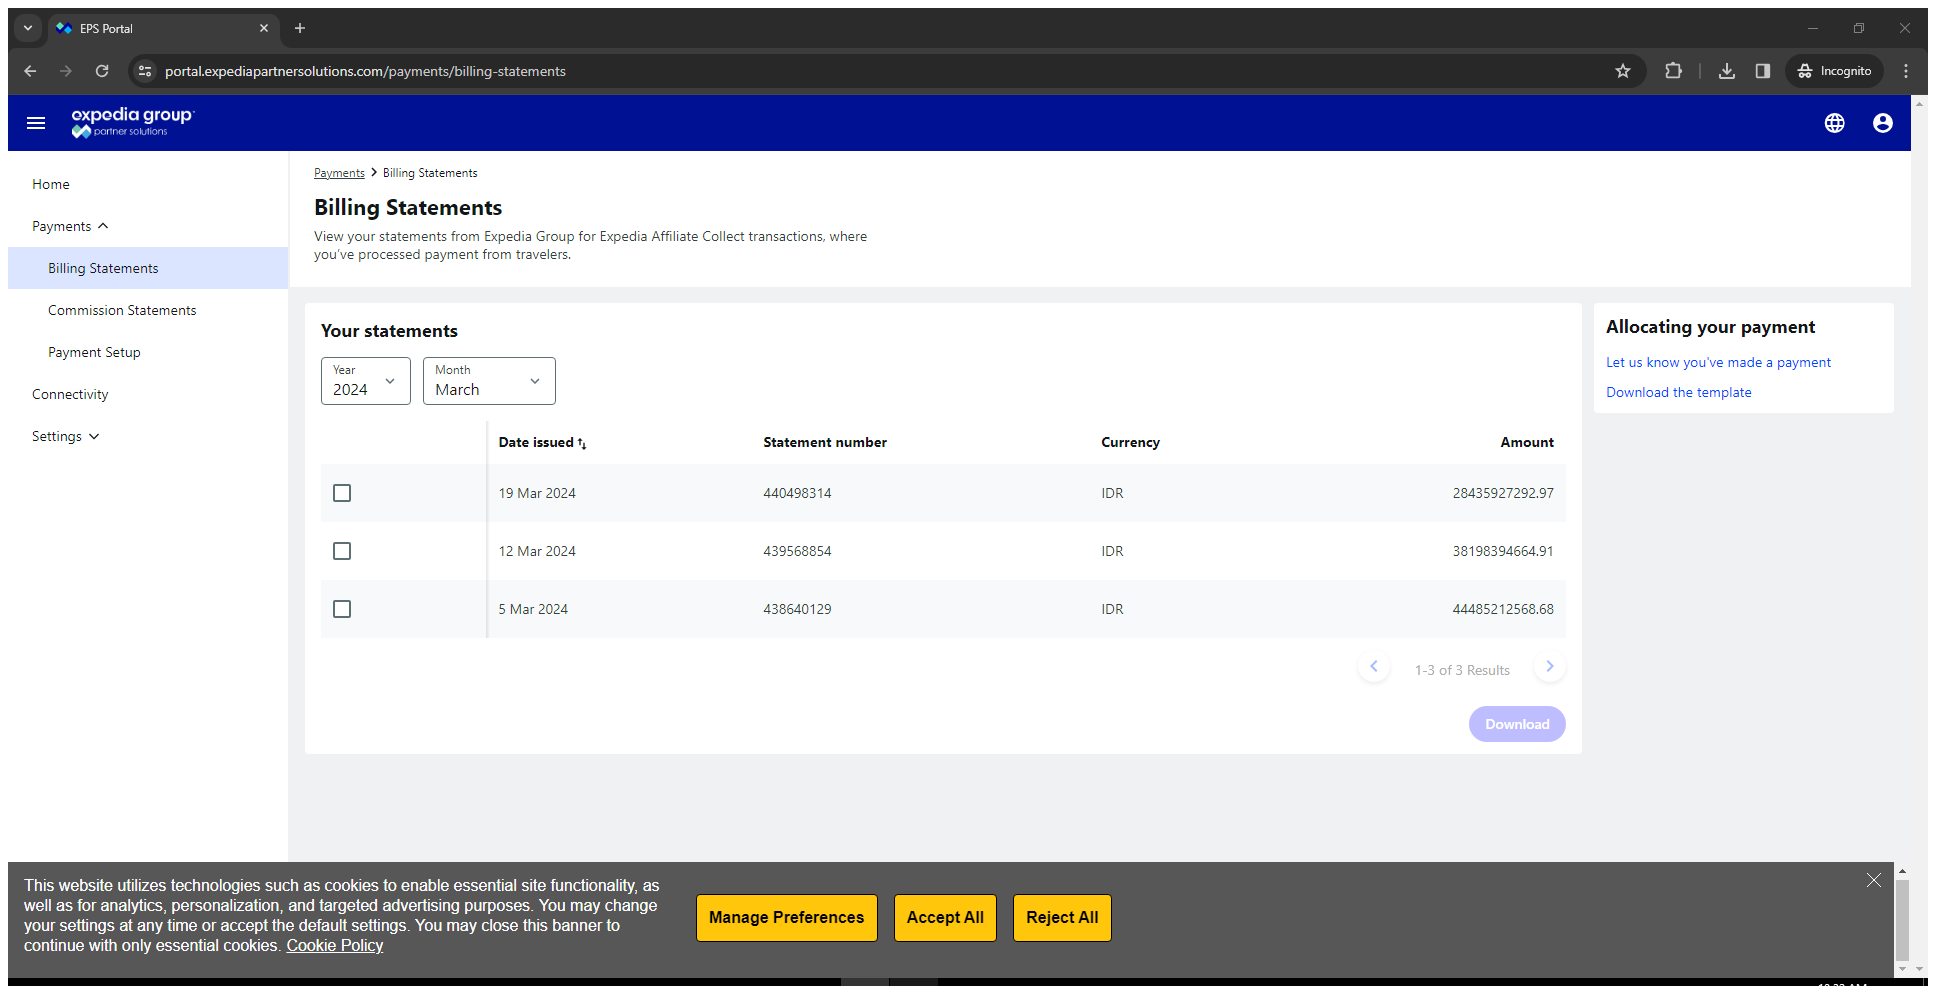 EPS Portal
portal.expediapartnersolutions.com/payments/billing-statements
Incognito
expedia group
partner solutions
Home
Payments
Billing Statements
Commission Statements
Payment Setup
Connectivity
Settings
Payments > Billing Statements
Billing Statements
View your statements from Expedia Group for Expedia Affiliate Collect transactions, where
you've processed payment from travelers.
Your statements
Year
2024
Month
March
Date issued Statement number Currency Amount
19 Mar 2024 440498314 IDR 28435927292.97
12 Mar 2024 439568854 IDR 38198394664.91
5 Mar 2024 438640129 IDR 44485212568.68
1-3 of 3 Results
Download
Allocating your payment
Let us know you've made a payment
Download the template
This website utilizes technologies such as cookies to enable essential site functionality, as
well as for analytics, personalization, and targeted advertising purposes. You may change
your settings at any time or accept the default settings. You may close this banner to
continue with only essential cookies. Cookie Policy
Manage Preferences
Accept All
Reject All